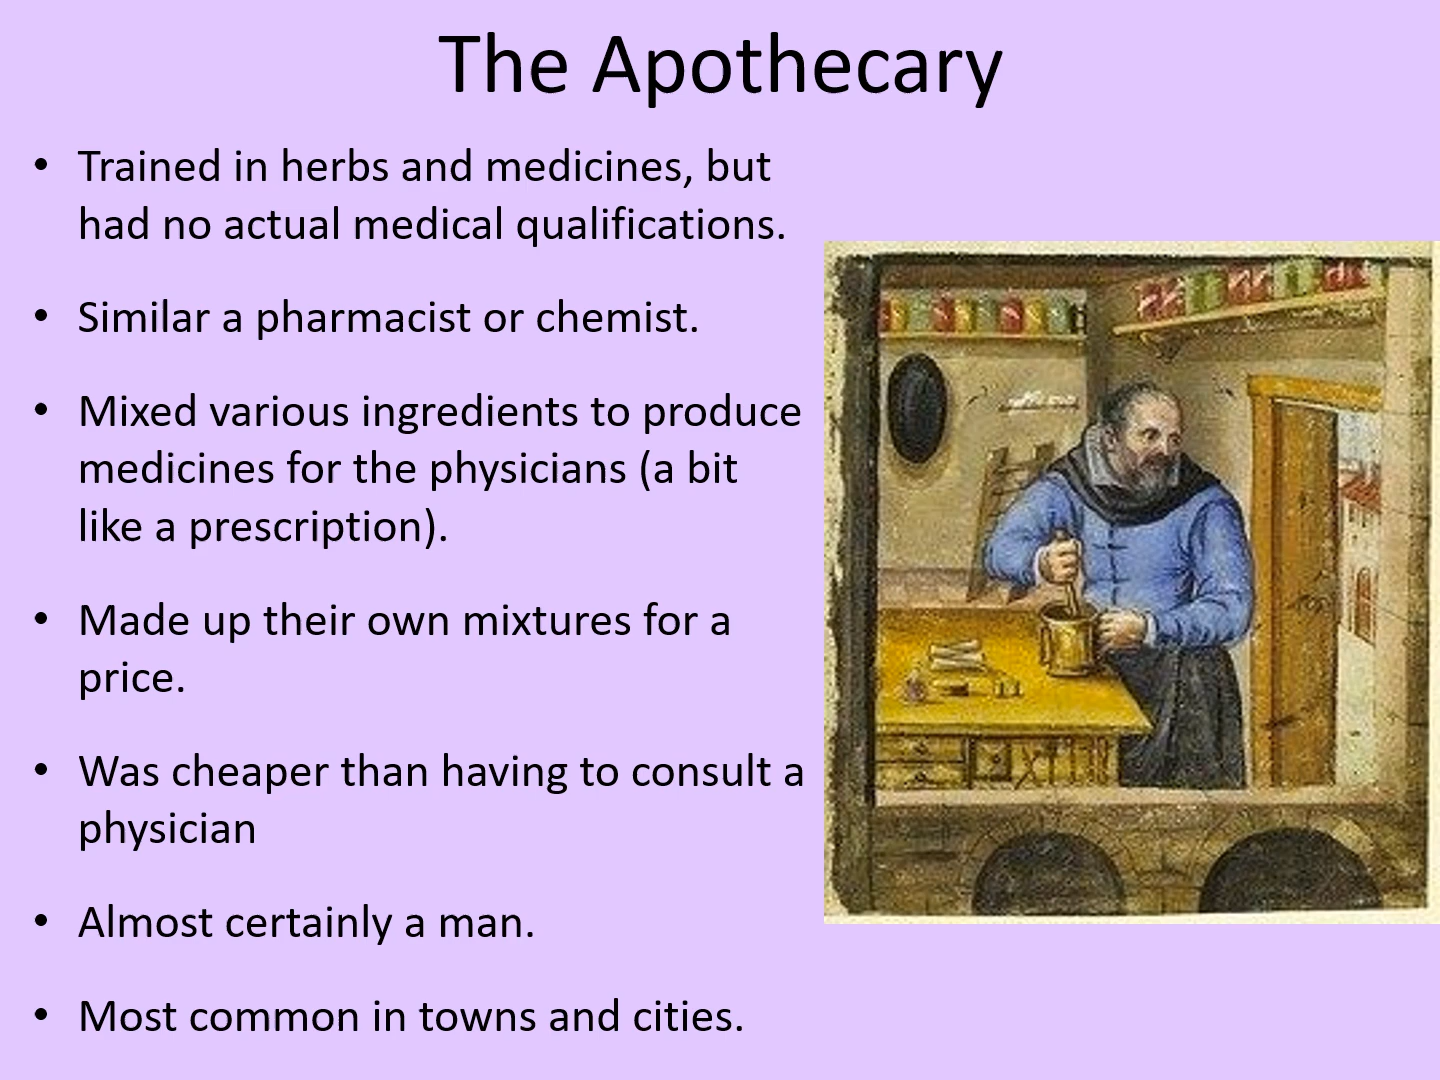 The Apothecary
• Trained in herbs and medicines, but
had no actual medical qualifications.
• Similar a pharmacist or chemist.
• Mixed various ingredients to produce
medicines for the physicians (a bit
like a prescription).
• Made up their own mixtures for a
price.
• Was cheaper than having to consult a
physician
• Almost certainly a man.
• Most common in towns and cities.